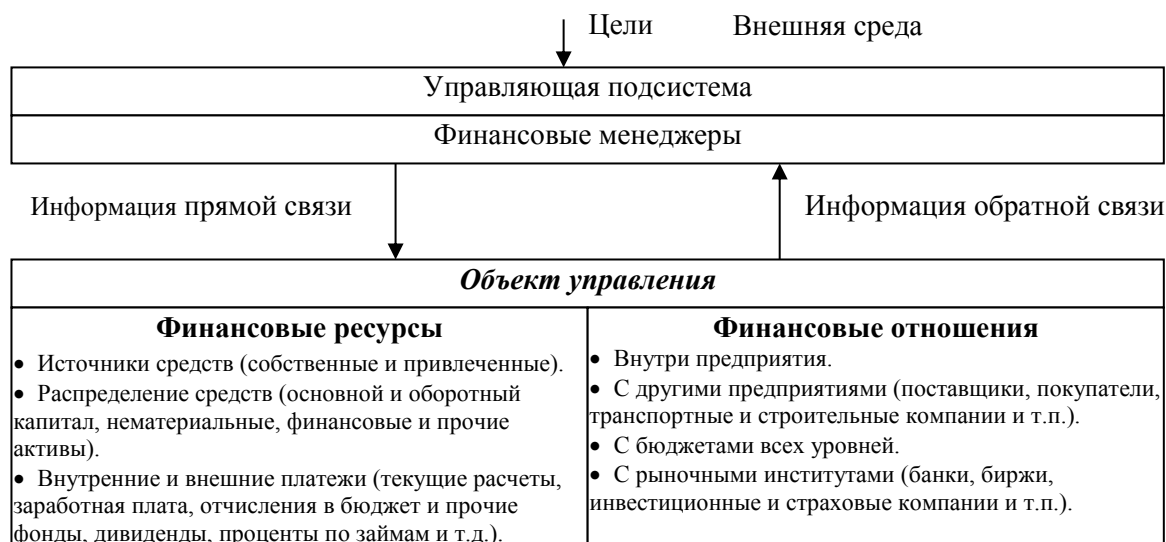 Цели Внешняя среда
Управляющая подсистема
Финансовые менеджеры
Информация прямой связи
Информация обратной связи
Объект управления
Финансовые ресурсы
• Источники средств (собственные и привлеченные).
• Распределение средств (основной и оборотный
капитал, нематериальные, финансовые и прочие
активы).
• Внутренние и внешние платежи (текущие расчеты,
заработная плата, отчисления в бюджет и прочие
фонды, дивиденды, проценты по займам и т.д.).
Финансовые отношения
• Внутри предприятия.
• С другими предприятиями (поставщики, покупатели,
транспортные и строительные компании и т.п.).
• С бюджетами всех уровней.
• С рыночными институтами (банки, биржи,
инвестиционные и страховые компании и т.п.).